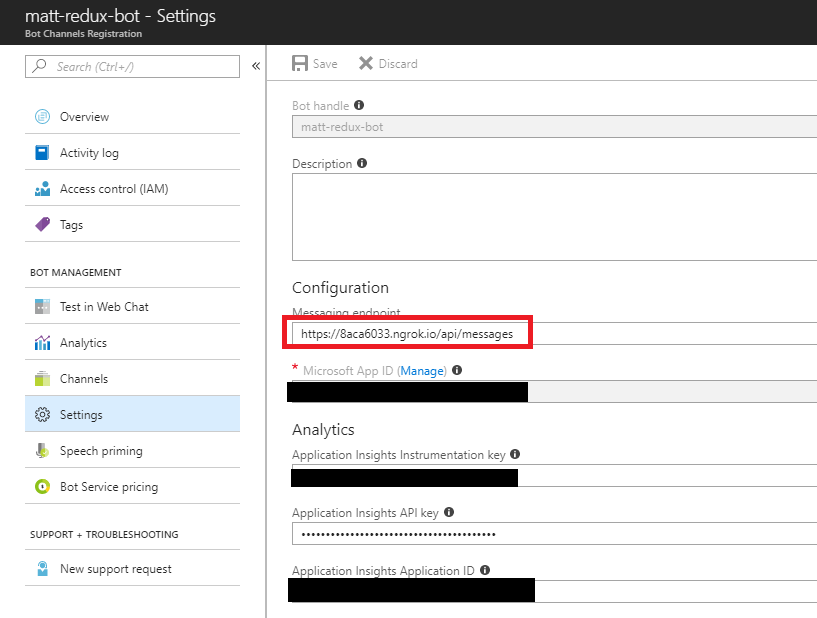 matt-redux-bot - Settings
Bot Channels Registration
Search (Ctrl+/)
«
Overview
Activity log
Access control (IAM)
Tags
BOT MANAGEMENT
Test in Web Chat
Analytics
Channels
Settings
Speech priming
Bot Service pricing
SUPPORT + TROUBLESHOOTING
New support request
Save Discard
Bot handle
matt-redux-bot
Description
Configuration
Messaging endpoint
https://8aca6033.ngrok.io/api/messages
* Microsoft App ID (Manage)
Analytics
Application Insights Instrumentation key
Application Insights API key
••••••••••••••••••••••••••••••••••••••••
Application Insights Application ID